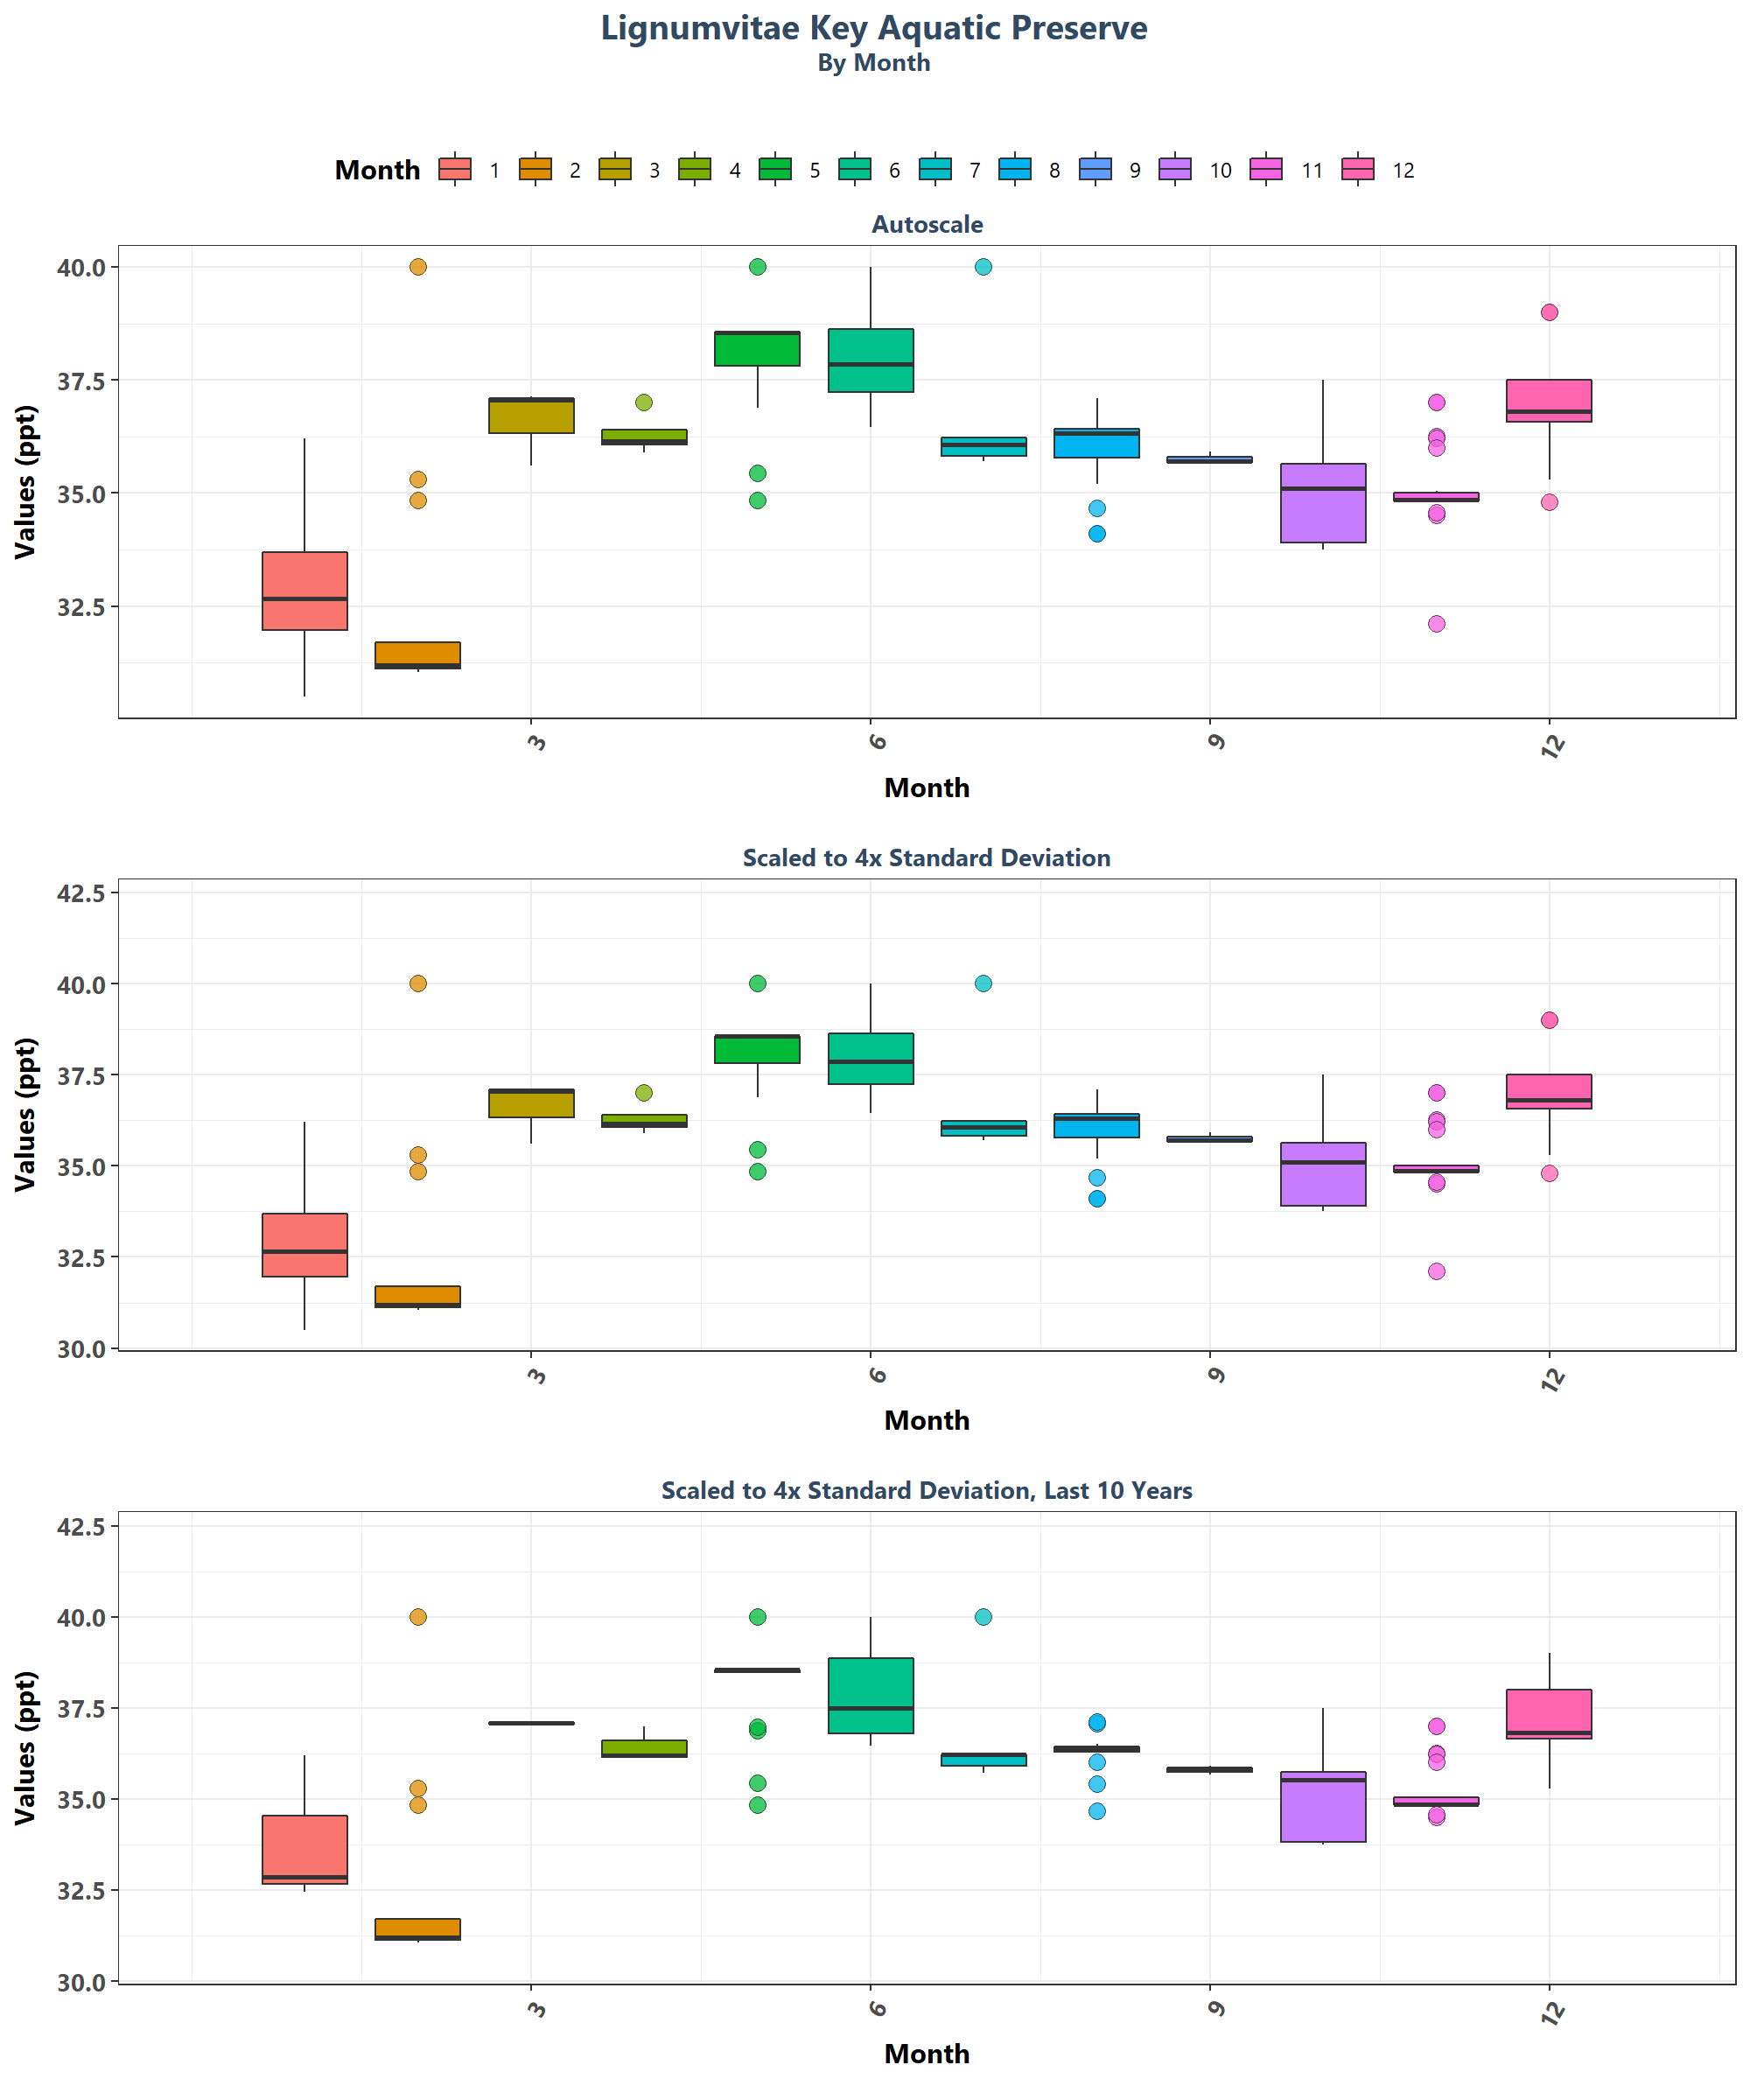 Lignumvitae Key Aquatic Preserve
By Month
Month 1 2 3 4 5 6 7 8 9 10 11 12
Autoscale
40.0
37.5
35.0
32.5
Values (ppt)
3 6 9 12
Month
Scaled to 4x Standard Deviation
42.5
40.0
37.5
35.0
32.5
30.0
Values (ppt)
3 6 9 12
Month
Scaled to 4x Standard Deviation, Last 10 Years
42.5
40.0
37.5
35.0
32.5
30.0
Values (ppt)
3 6 9 12
Month